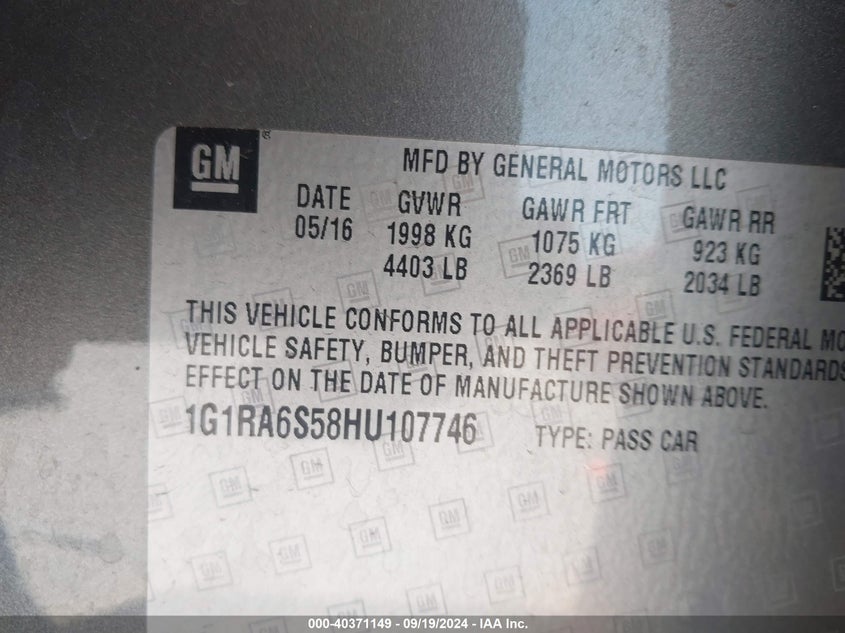 GM ®
MFD BY GENERAL MOTORS LLC
DATE GVWR GAWR FRT GAWR RR
05/16 1998 KG 1075 KG 923 KG
4403 LB 2369 LB 2034 LB
THIS VEHICLE CONFORMS TO ALL APPLICABLE U.S. FEDERAL MO
VEHICLE SAFETY, BUMPER, AND THEFT PREVENTION STANDARDS
EFFECT ON THE DATE OF MANUFACTURE SHOWN ABOVE.
1G1RA6S58HU107746 TYPE: PASS CAR
000-40371149 - 09/19/2024 - IAA Inc.